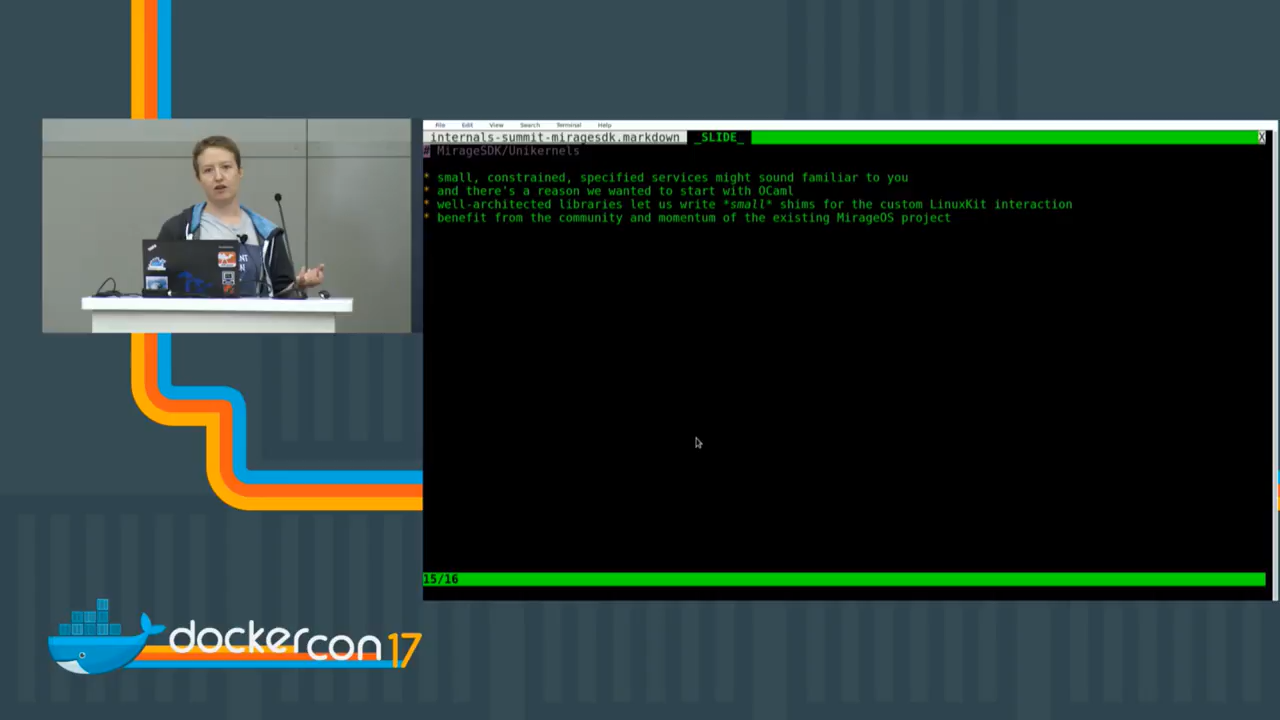 File Edit View Search Terminal Help
internals-summit-miragesdk.markdown _SLIDE_ X
# MirageSDK/Unikernels
* small, constrained, specified services might sound familiar to you
* and there's a reason we wanted to start with OCaml
* well-architected libraries let us write *small* shims for the custom LinuxKit interaction
* benefit from the community and momentum of the existing MirageOS project
15/16
dockercon 17